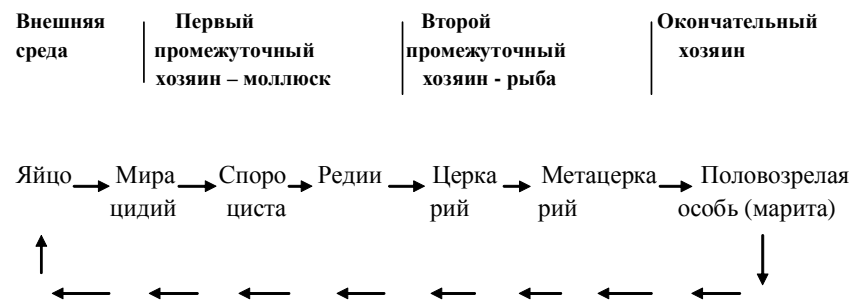 Внешняя Первый Второй Окончательный
среда промежуточный промежуточный хозяин
хозяин – моллюск хозяин - рыба
Яйцо Мира Споро Редии Церка Метацерка Половозрелая
цидий циста рий рий особь (марита)